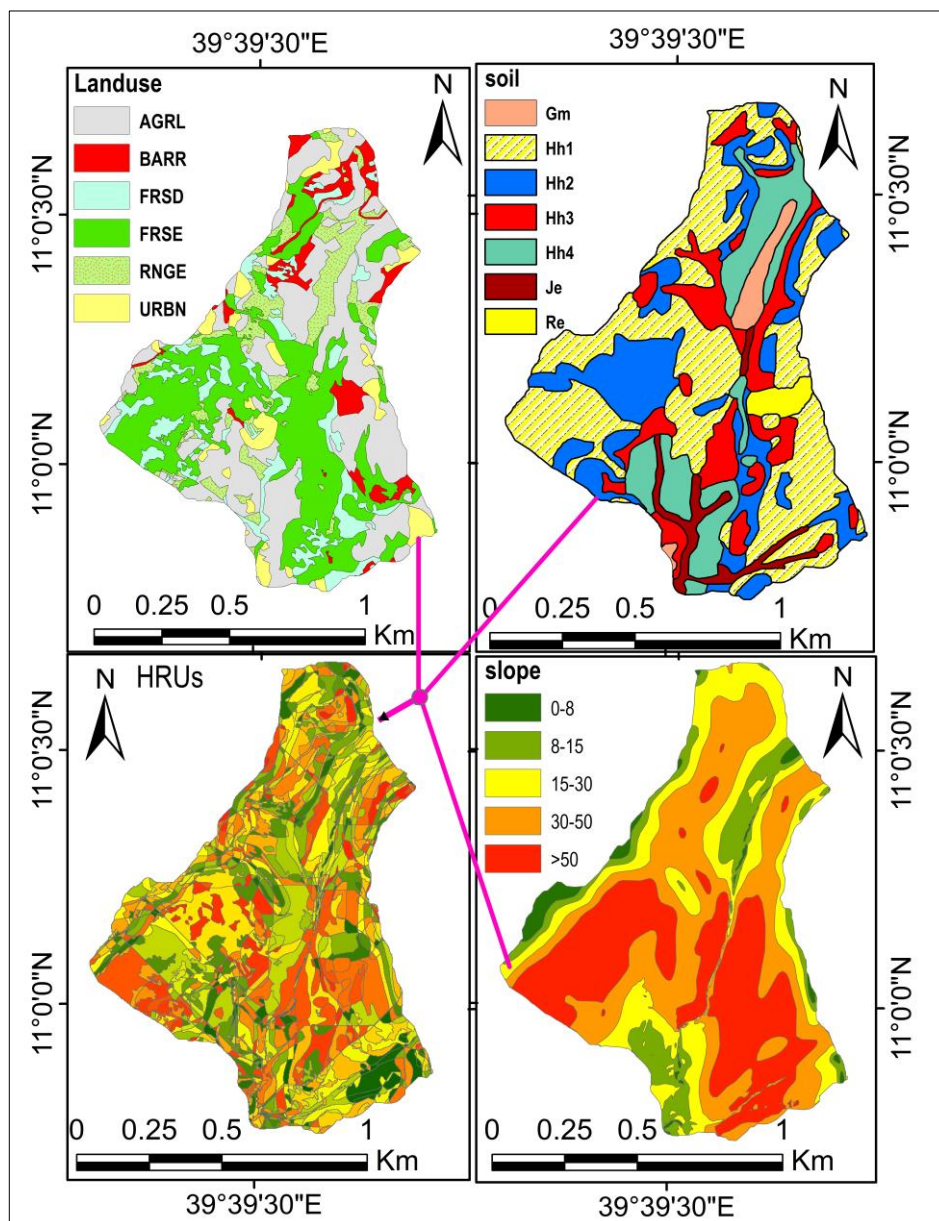 39°39'30"E
39°39'30"E
Landuse
AGRL
BARR
FRSD
FRSE
RNGE
URBN
N
11°0'30"N
11°0'0"N
0 0.25 0.5 1
Km
soil
Gm
Hh1
Hh2
Hh3
Hh4
Je
Re
N
11°0'30"N
11°0'0"N
0 0.25 0.5 1
Km
N
HRUs
11°0'30"N
11°0'0"N
0 0.25 0.5 1
Km
slope
0-8
8-15
15-30
30-50
>50
N
11°0'30"N
11°0'0"N
0 0.25 0.5 1
Km
39°39'30"E
39°39'30"E